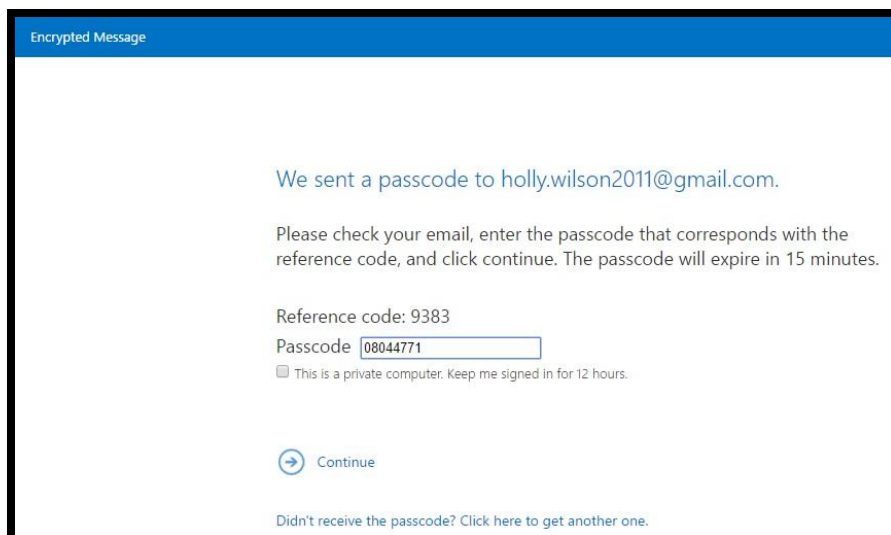 Encrypted Message
We sent a passcode to holly.wilson2011@gmail.com.
Please check your email, enter the passcode that corresponds with the
reference code, and click continue. The passcode will expire in 15 minutes.
Reference code: 9383
Passcode 08044771
This is a private computer. Keep me signed in for 12 hours.
Continue
Didn't receive the passcode? Click here to get another one.